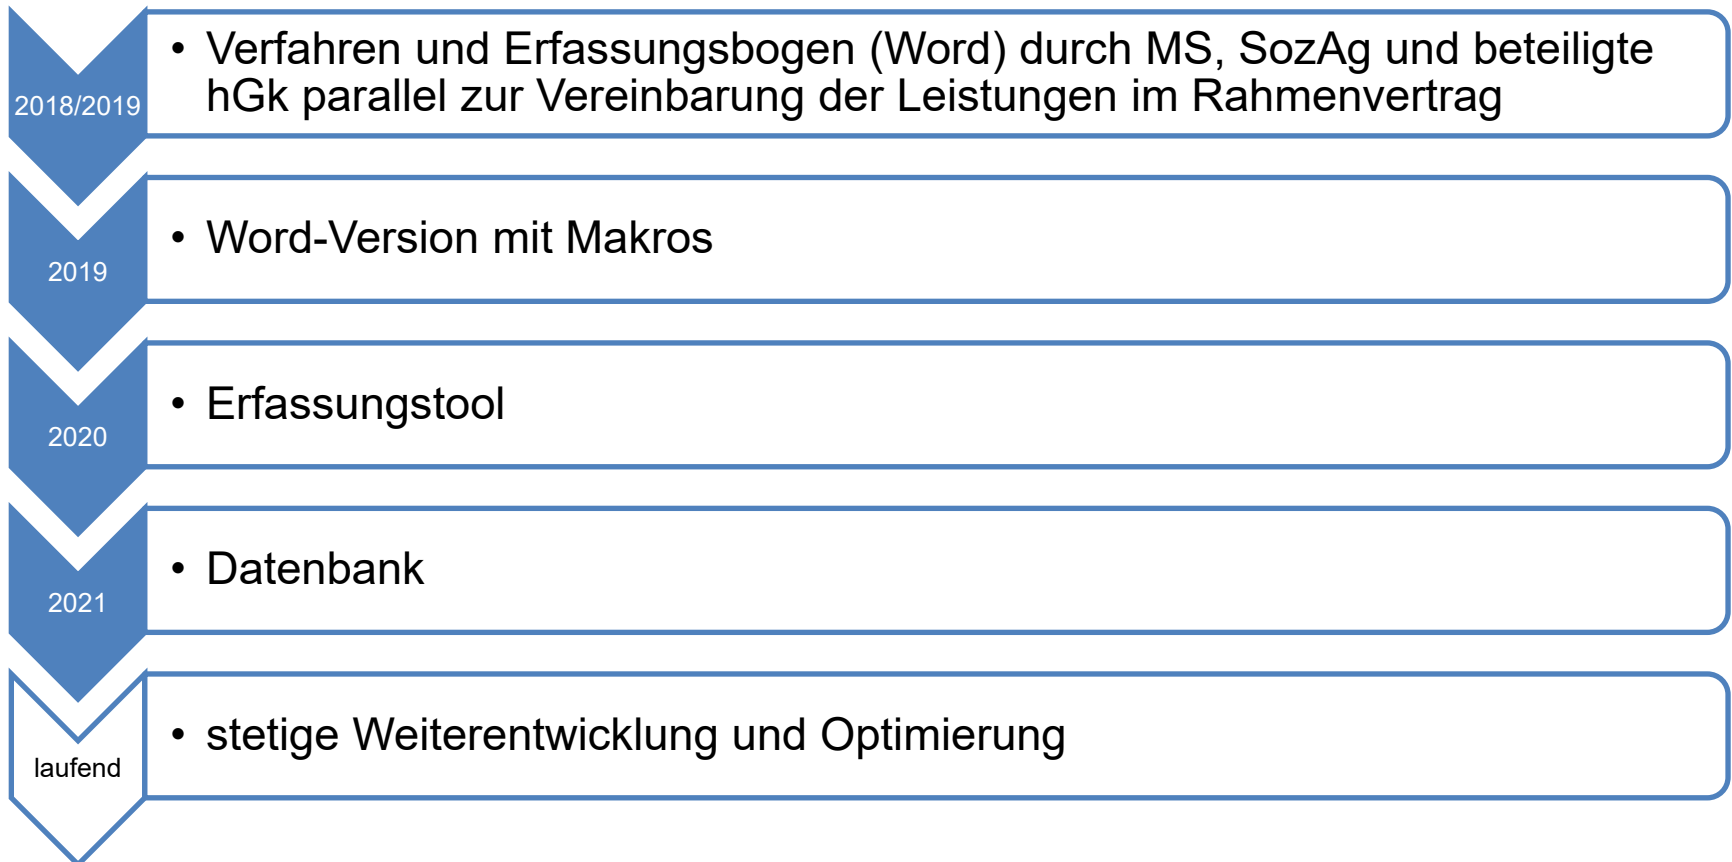 2018/2019
• Verfahren und Erfassungsbogen (Word) durch MS, SozAg und beteiligte
hGk parallel zur Vereinbarung der Leistungen im Rahmenvertrag
2019
• Word-Version mit Makros
2020
• Erfassungstool
2021
• Datenbank
laufend
• stetige Weiterentwicklung und Optimierung